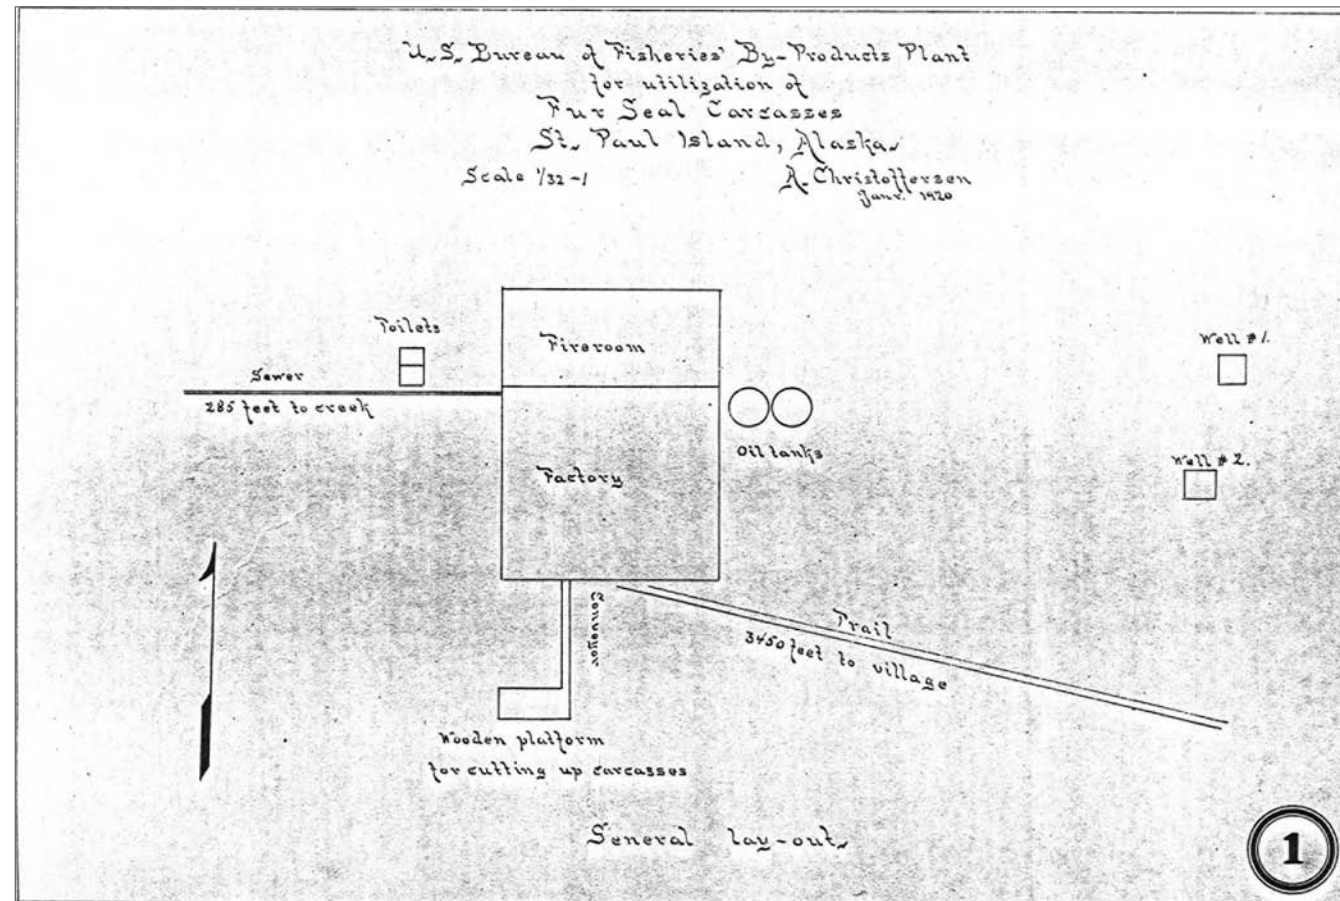 U.S. Bureau of Fisheries' By-Products Plant
for utilization of
Fur Seal Carcasses
St. Paul Island, Alaska.
Scale 1/32-1
A. Christoffersen
Janr. 1920
Toilets
Fireroom
Well #1.
Sewer
285 feet to creek
Oil tanks
Factory
Well #2.
Conveyor
Trail
3450 feet to village
Wooden platform
for cutting up carcasses
General lay-out.
1